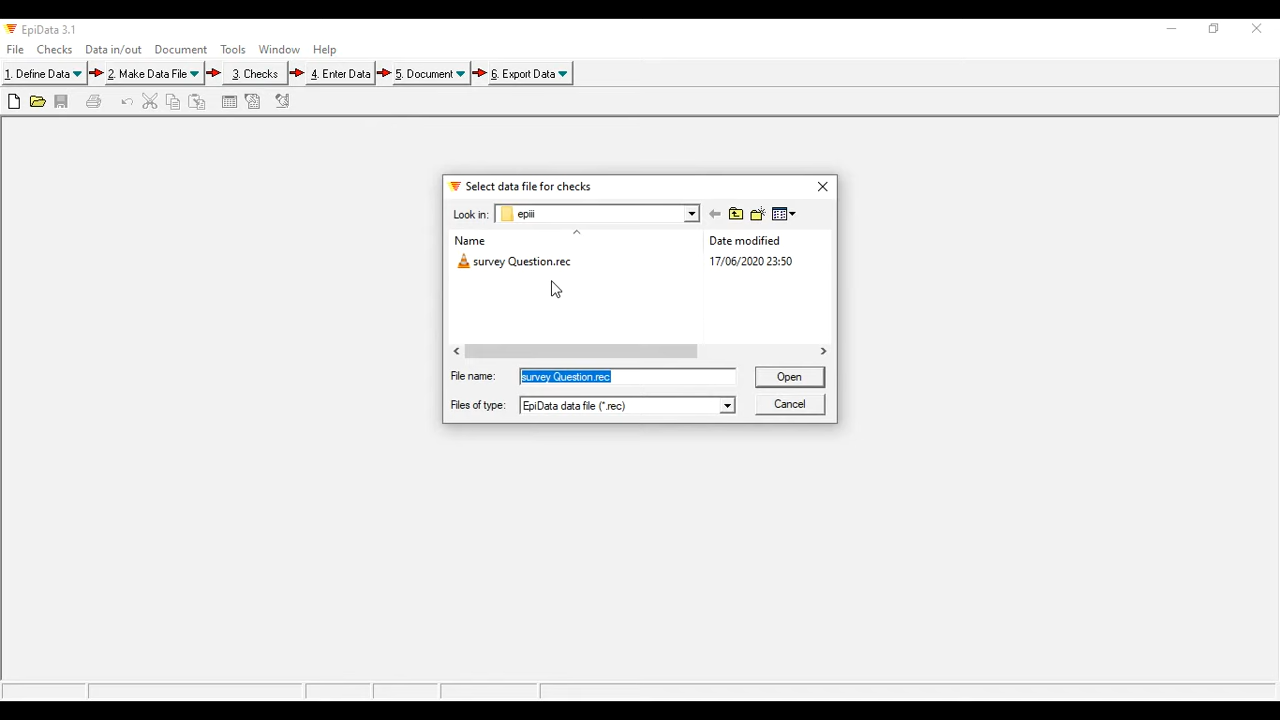 EpiData 3.1
File Checks Data in/out Document Tools Window Help
1. Define Data 2. Make Data File 3. Checks 4. Enter Data 5. Document 6. Export Data
Select data file for checks
Look in: epiii
Name Date modified
survey Question.rec 17/06/2020 23:50
File name: survey Question.rec Open
Files of type: EpiData data file (*.rec) Cancel